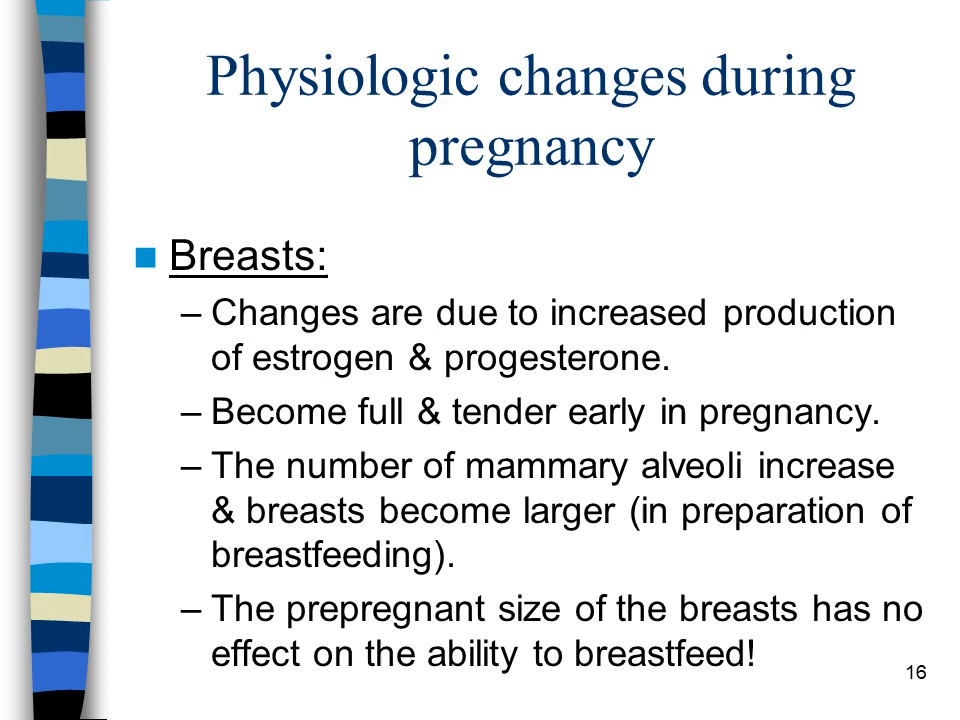 Physiologic changes during
pregnancy
Breasts:
– Changes are due to increased production
of estrogen & progesterone.
– Become full & tender early in pregnancy.
– The number of mammary alveoli increase
& breasts become larger (in preparation of
breastfeeding).
– The prepregnant size of the breasts has no
effect on the ability to breastfeed!
16